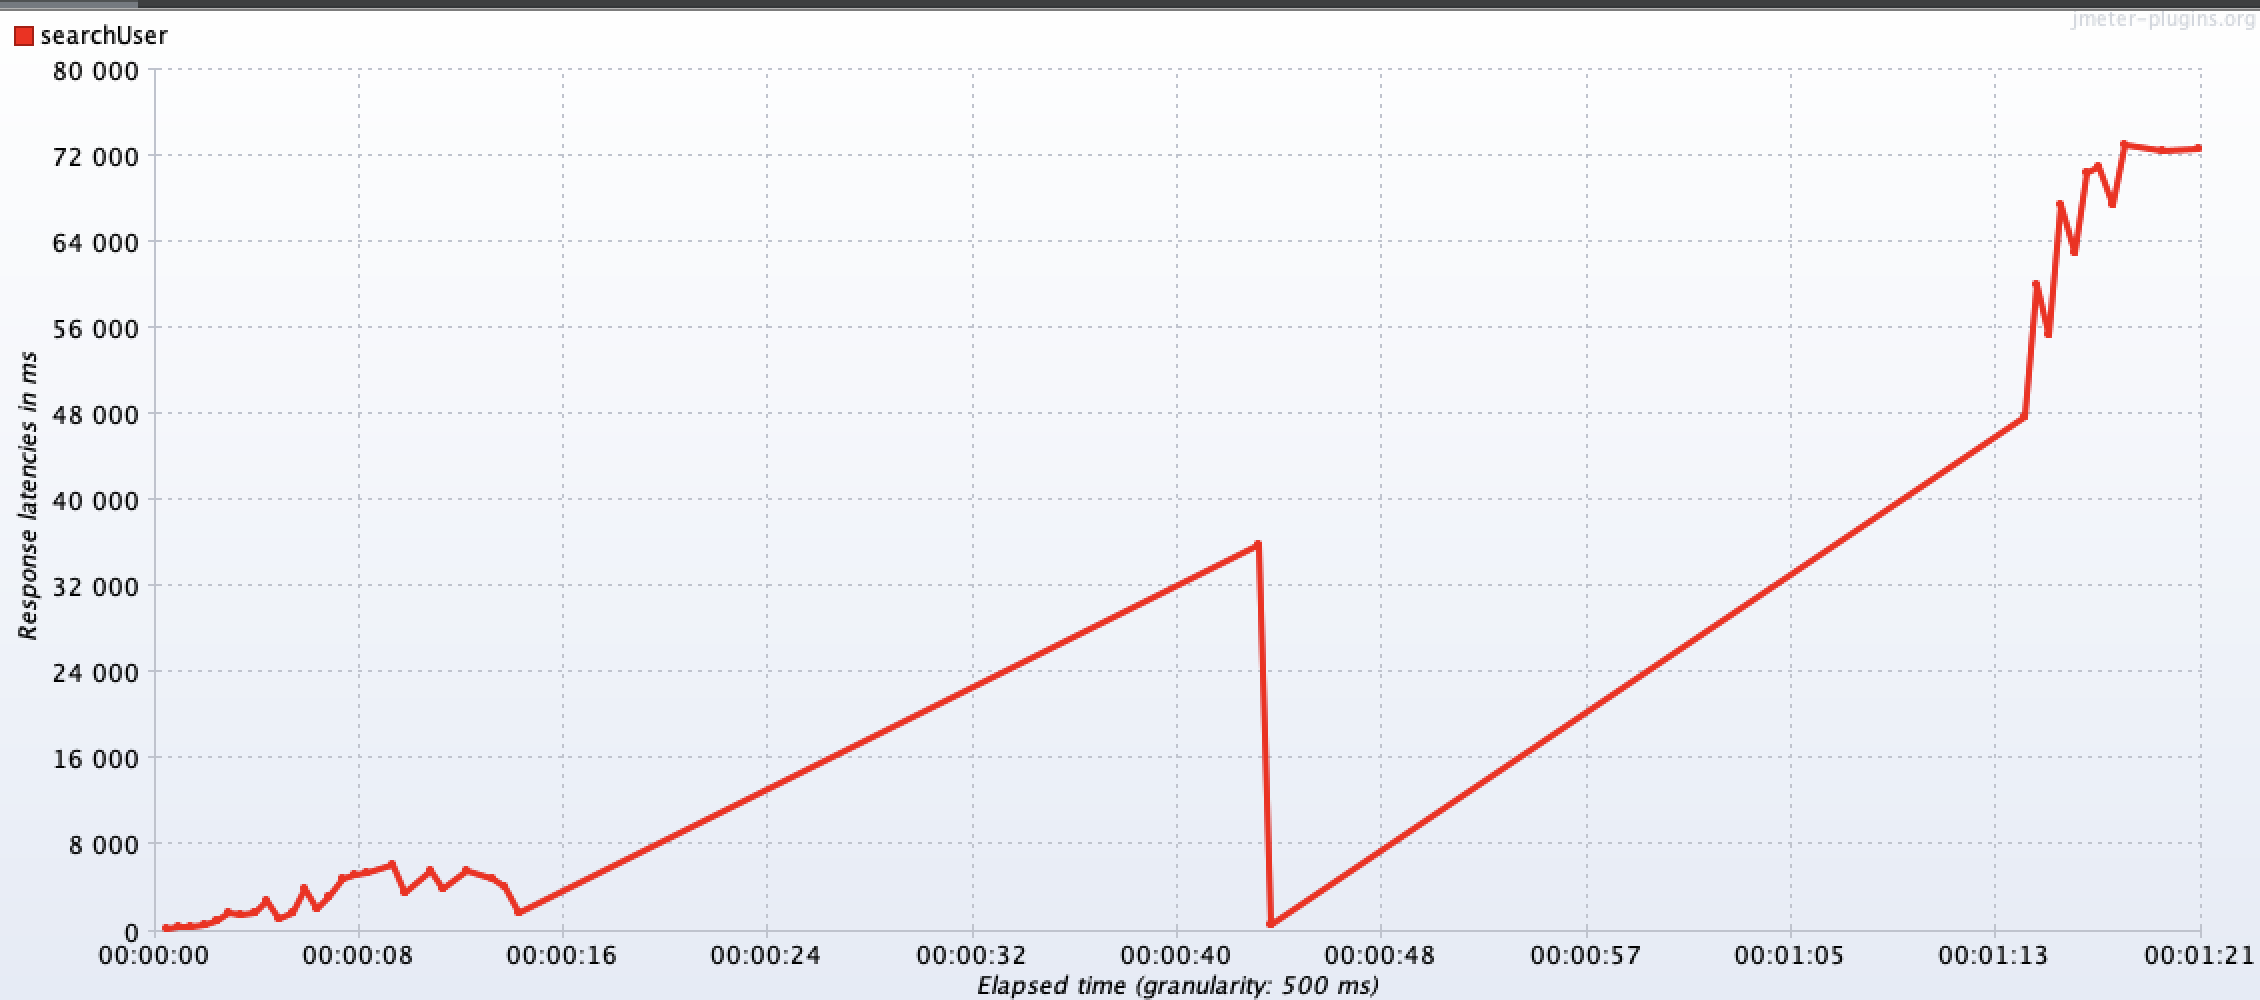 jmeter-plugins.org
searchUser
80 000
72 000
64 000
56 000
48 000
40 000
32 000
24 000
16 000
8 000
0
Response latencies in ms
00:00:00 00:00:08 00:00:16 00:00:24 00:00:32 00:00:40 00:00:48 00:00:57 00:01:05 00:01:13 00:01:21
Elapsed time (granularity: 500 ms)